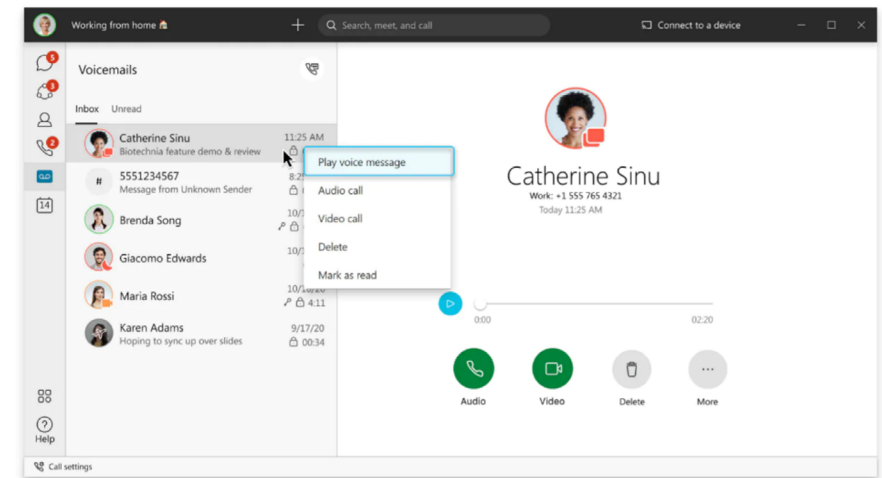 Working from home
Search, meet, and call
Connect to a device
5
3
2
14
Help
Call settings
Voicemails
Inbox Unread
Catherine Sinu 11:25 AM
Biotechnia feature demo & review
# 5551234567
Message from Unknown Sender
Brenda Song
Giacomo Edwards
Maria Rossi
4:11
Karen Adams 9/17/20
Hoping to sync up over slides 00:34
Play voice message
Audio call
Video call
Delete
Mark as read
Catherine Sinu
Work: +1 555 765 4321
Today 11:25 AM
0:00 02:20
Audio Video Delete More